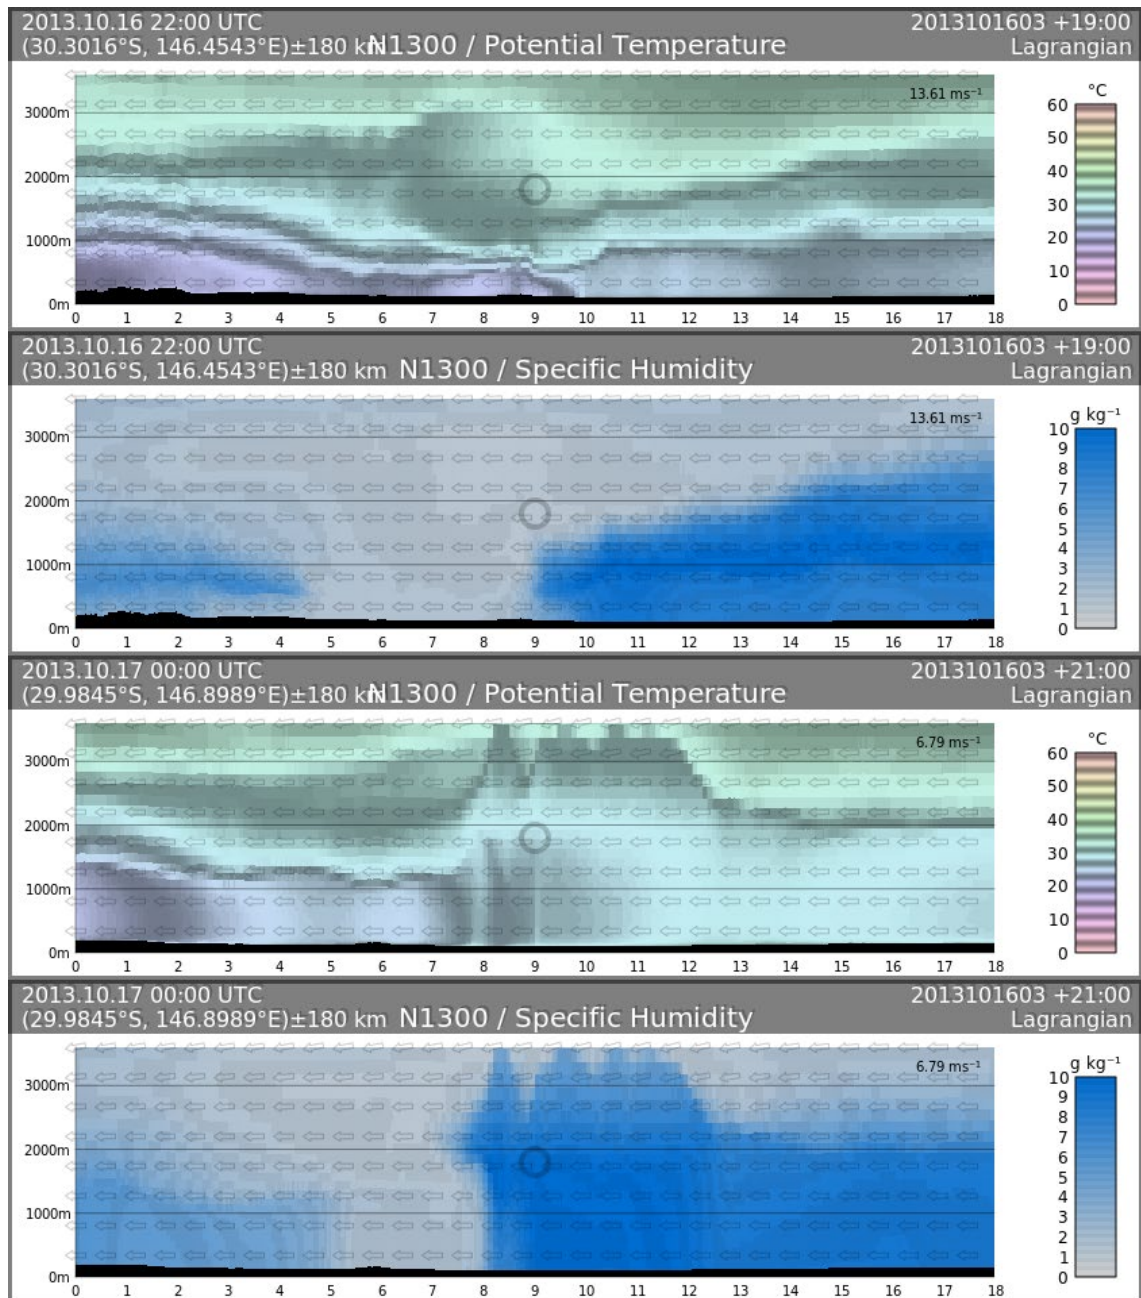 2013.10.16 22:00 UTC
2013101603 +19:00
(30.3016°S, 146.4543°E)±180 km N1300 / Potential Temperature
Lagrangian
13.61 ms⁻¹
°C
3000m
2000m
1000m
0m
60
50
40
30
20
10
0
0 1 2 3 4 5 6 7 8 9 10 11 12 13 14 15 16 17 18
2013.10.16 22:00 UTC
2013101603 +19:00
(30.3016°S, 146.4543°E)±180 km N1300 / Specific Humidity
Lagrangian
13.61 ms⁻¹
g kg⁻¹
3000m
2000m
1000m
0m
10
9
8
7
6
5
4
3
2
1
0
0 1 2 3 4 5 6 7 8 9 10 11 12 13 14 15 16 17 18
2013.10.17 00:00 UTC
2013101603 +21:00
(29.9845°S, 146.8989°E)±180 km N1300 / Potential Temperature
Lagrangian
6.79 ms⁻¹
°C
3000m
2000m
1000m
0m
60
50
40
30
20
10
0
0 1 2 3 4 5 6 7 8 9 10 11 12 13 14 15 16 17 18
2013.10.17 00:00 UTC
2013101603 +21:00
(29.9845°S, 146.8989°E)±180 km N1300 / Specific Humidity
Lagrangian
6.79 ms⁻¹
g kg⁻¹
3000m
2000m
1000m
0m
10
9
8
7
6
5
4
3
2
1
0
0 1 2 3 4 5 6 7 8 9 10 11 12 13 14 15 16 17 18